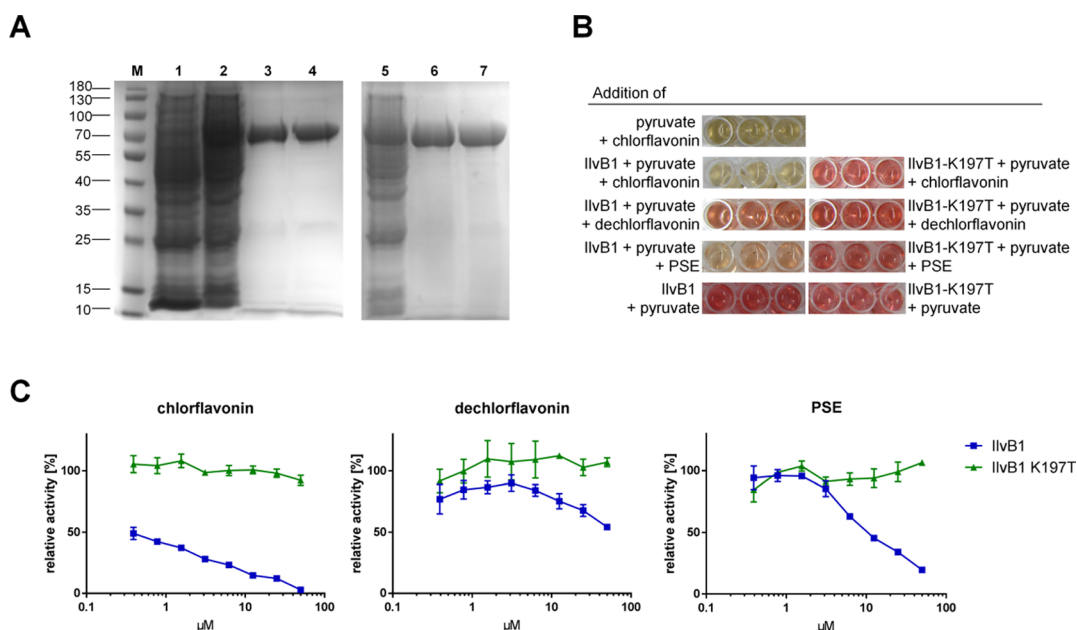 A
M 1 2 3 4 5 6 7
180
130
100
70
55
40
35
25
15
10
B
Addition of
pyruvate
+ chlorflavonin
IlvB1 + pyruvate
+ chlorflavonin
IlvB1-K197T + pyruvate
+ chlorflavonin
IlvB1 + pyruvate
+ dechlorflavonin
IlvB1-K197T + pyruvate
+ dechlorflavonin
IlvB1 + pyruvate
+ PSE
IlvB1-K197T + pyruvate
+ PSE
IlvB1
+ pyruvate
IlvB1-K197T
+ pyruvate
C
chlorflavonin
relative activity [%]
100
50
0
0.1 1 10 100
µM
dechlorflavonin
relative activity [%]
100
50
0
0.1 1 10 100
µM
PSE
relative activity [%]
100
50
0
0.1 1 10 100
µM
IlvB1
IlvB1 K197T